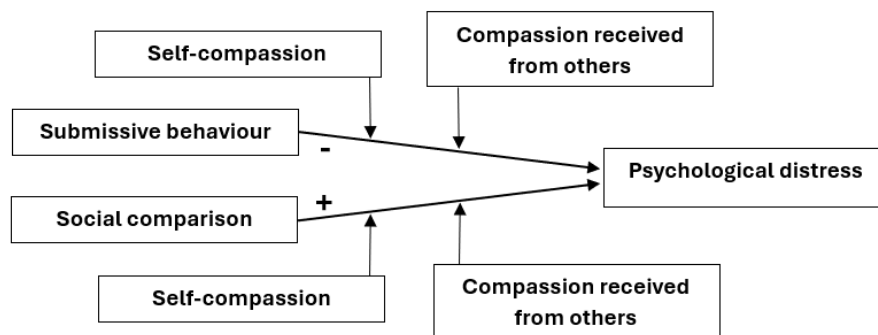 Self-compassion
Compassion received
from others
Submissive behaviour
-
Psychological distress
+
Social comparison
Self-compassion
Compassion received
from others